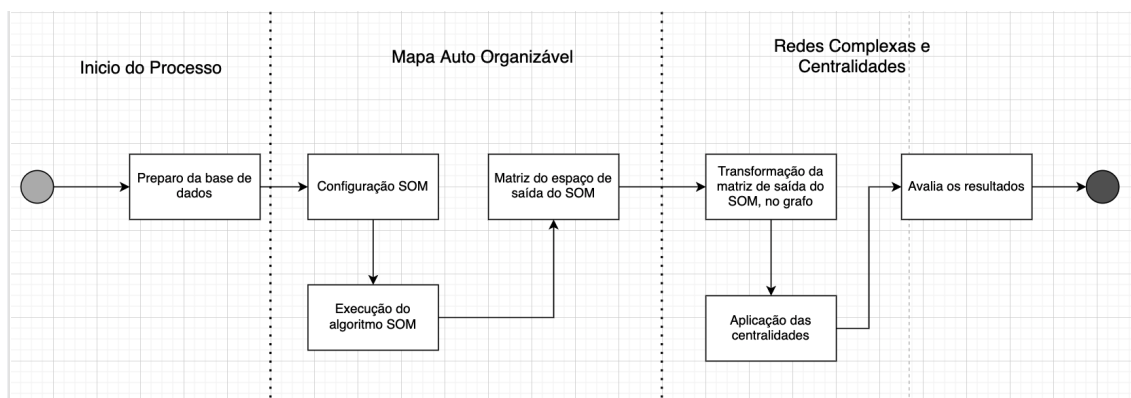 Inicio do Processo
Mapa Auto Organizável
Redes Complexas e
Centralidades
Preparo da base de
dados
Configuração SOM
Matriz do espaço de
saída do SOM
Transformação da
matriz de saída do
SOM, no grafo
Avalia os resultados
Execução do
algoritmo SOM
Aplicação das
centralidades